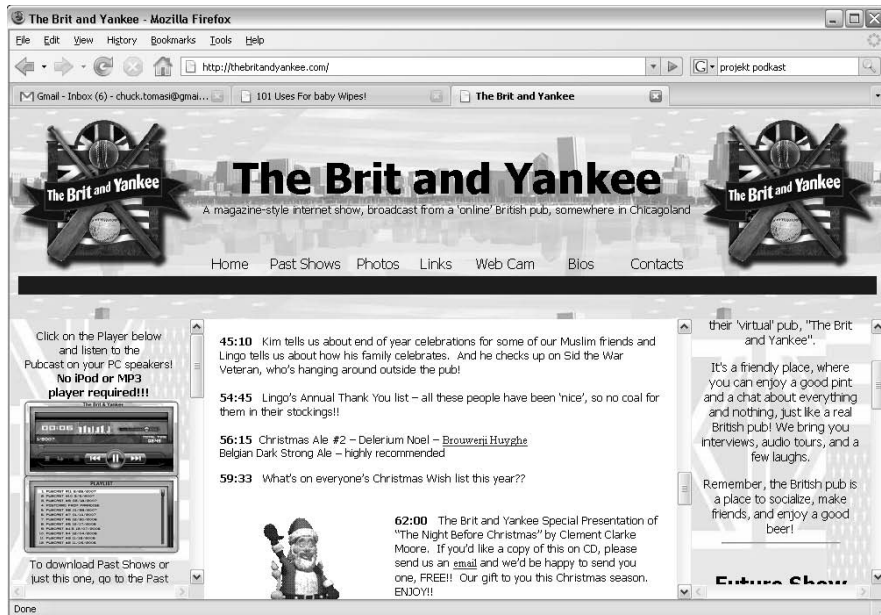 The Brit and Yankee - Mozilla Firefox
File Edit View History Bookmarks Tools Help
http://thebritandyankee.com/
G projekt podkast
Gmail - Inbox (6) - chuck.tomasi@gmai...
101 Uses For baby Wipes!
The Brit and Yankee
The Brit and Yankee
The Brit and Yankee
The Brit and Yankee
A magazine-style internet show, broadcast from a 'online' British pub, somewhere in Chicagoland
Home Past Shows Photos Links Web Cam Bios Contacts
Click on the Player below
and listen to the
Pubcast on your PC speakers!
No iPod or MP3
player required!!!
The Brit & Yankee
00:06
PLAYLIST
To download Past Shows or
just this one, go to the Past
45:10 Kim tells us about end of year celebrations for some of our Muslim friends and
Lingo tells us about how his family celebrates. And he checks up on Sid the War
Veteran, who's hanging around outside the pub!
54:45 Lingo's Annual Thank You list – all these people have been 'nice', so no coal for
them in their stockings!!
56:15 Christmas Ale #2 – Delerium Noel – Brouwerji Huyghe
Belgian Dark Strong Ale – highly recommended
59:33 What's on everyone's Christmas Wish list this year??
62:00 The Brit and Yankee Special Presentation of
"The Night Before Christmas" by Clement Clarke
Moore. If you'd like a copy of this on CD, please
send us an email and we'd be happy to send you
one, FREE!! Our gift to you this Christmas season.
ENJOY!!
their 'virtual' pub, "The Brit
and Yankee".
It's a friendly place, where
you can enjoy a good pint
and a chat about everything
and nothing, just like a real
British pub! We bring you
interviews, audio tours, and a
few laughs.
Remember, the British pub is
a place to socialize, make
friends, and enjoy a good
beer!
Future Show
Done